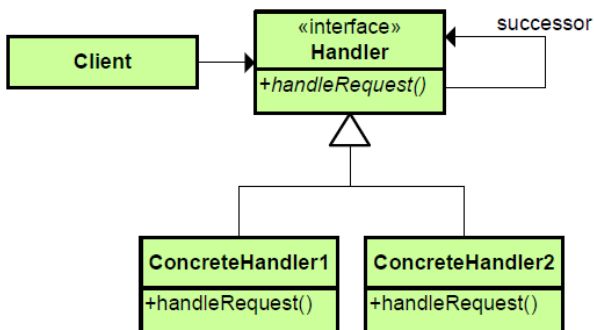 successor
«interface»
Handler
Client
+handleRequest()
ConcreteHandler1
+handleRequest()
ConcreteHandler2
+handleRequest()